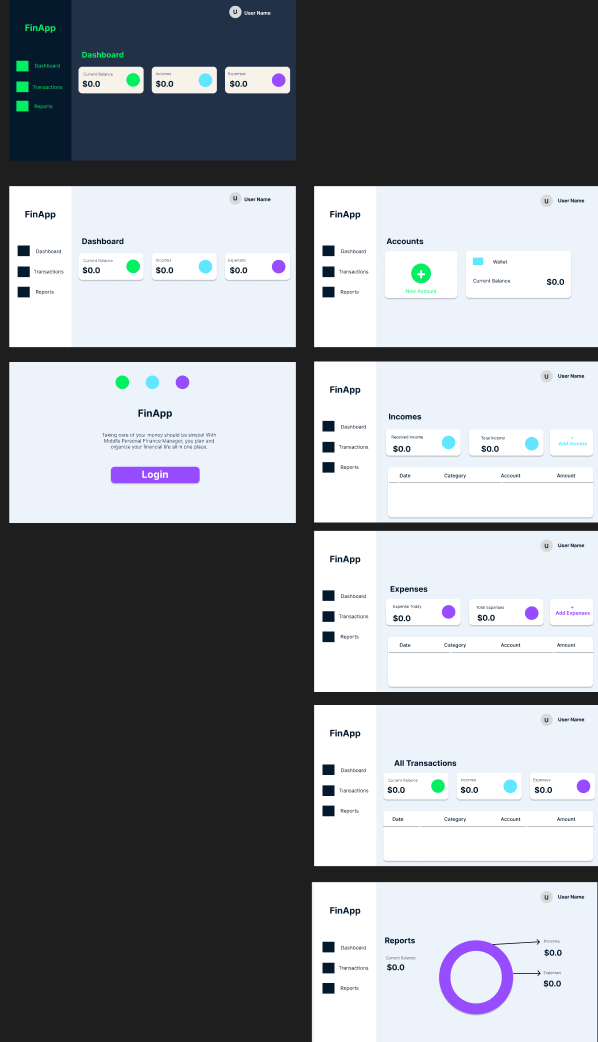 FinApp
U User Name
Dashboard
Transactions
Reports
Dashboard
Current Balance
$0.0
Incomes
$0.0
Expenses
$0.0
FinApp
U User Name
Dashboard
Transactions
Reports
Dashboard
Current Balance
$0.0
Incomes
$0.0
Expenses
$0.0
FinApp
U User Name
Dashboard
Transactions
Reports
Accounts
+
New Account
Wallet
Current Balance $0.0
FinApp
Taking care of your money should be simple! With
Mobills Personal Finance Manager, you plan and
organize your financial life all in one place.
Login
FinApp
U User Name
Dashboard
Transactions
Reports
Incomes
Received Income
$0.0
Total Income
$0.0
+
Add Income
Date Category Account Amount
FinApp
U User Name
Dashboard
Transactions
Reports
Expenses
Expense Today
$0.0
Total Expenses
$0.0
+
Add Expenses
Date Category Account Amount
FinApp
U User Name
Dashboard
Transactions
Reports
All Transactions
Current Balance
$0.0
Incomes
$0.0
Expenses
$0.0
Date Category Account Amount
FinApp
U User Name
Dashboard
Transactions
Reports
Reports
Current Balance
$0.0
Incomes
$0.0
Expenses
$0.0